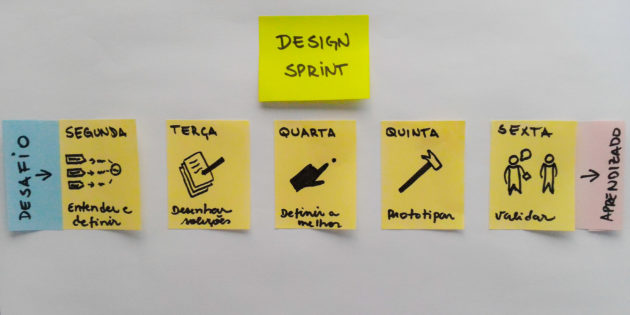 DESIGN
SPRINT
DESAFIO
SEGUNDA
Entender e
definir
TERÇA
Desenhar
soluções
QUARTA
Definir a
melhor
QUINTA
Prototipar
SEXTA
Validar
APRENDIZADO